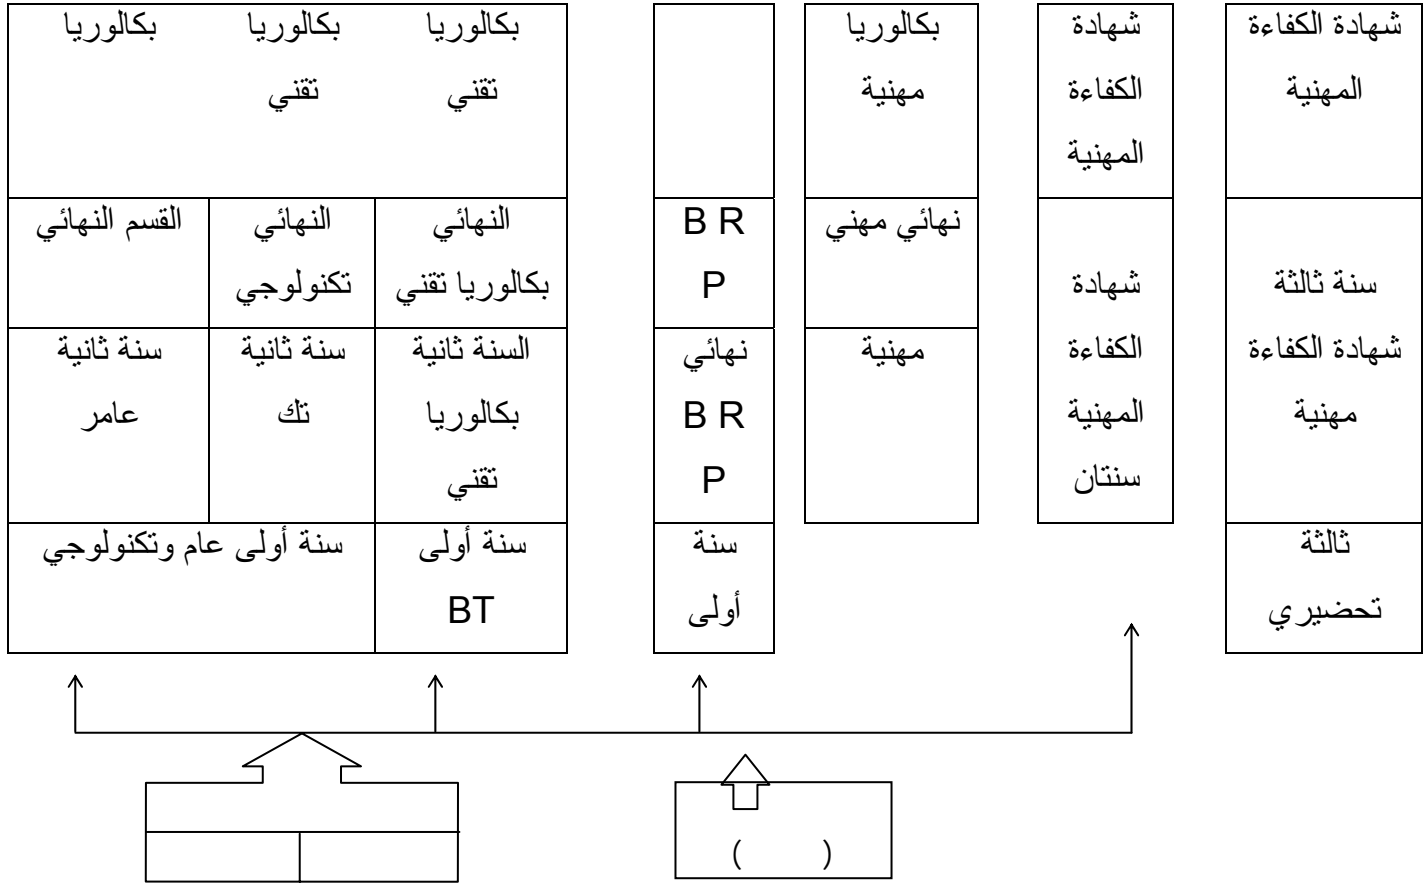 شهادة الكفاءة
المهنية
شهادة
الكفاءة
المهنية
بكالوريا
مهنية
بكالوريا
تقني
بكالوريا
تقني
بكالوريا
سنة ثالثة
شهادة الكفاءة
مهنية
شهادة
الكفاءة
المهنية
سنتان
نهائي مهني
B R
P
النهائي
بكالوريا تقني
النهائي
تكنولوجي
القسم النهائي
مهنية
نهائي
B R
P
السنة ثانية
بكالوريا
تقني
سنة ثانية
تك
سنة ثانية
عامر
ثالثة
تحضيري
سنة
أولى
سنة أولى
BT
سنة أولى عام وتكنولوجي
( )